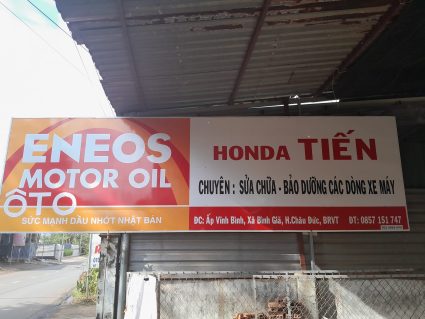 ENEOS
MOTOR OIL
ÔTO
SỨC MẠNH DẦU NHỚT NHẬT BẢN
HONDA TIẾN
CHUYÊN : SỬA CHỮA - BẢO DƯỠNG CÁC DÒNG XE MÁY
ĐC: Ấp Vĩnh Bình, Xã Bình Giã, H.Châu Đức, BRVT ĐT: 0857 151 747